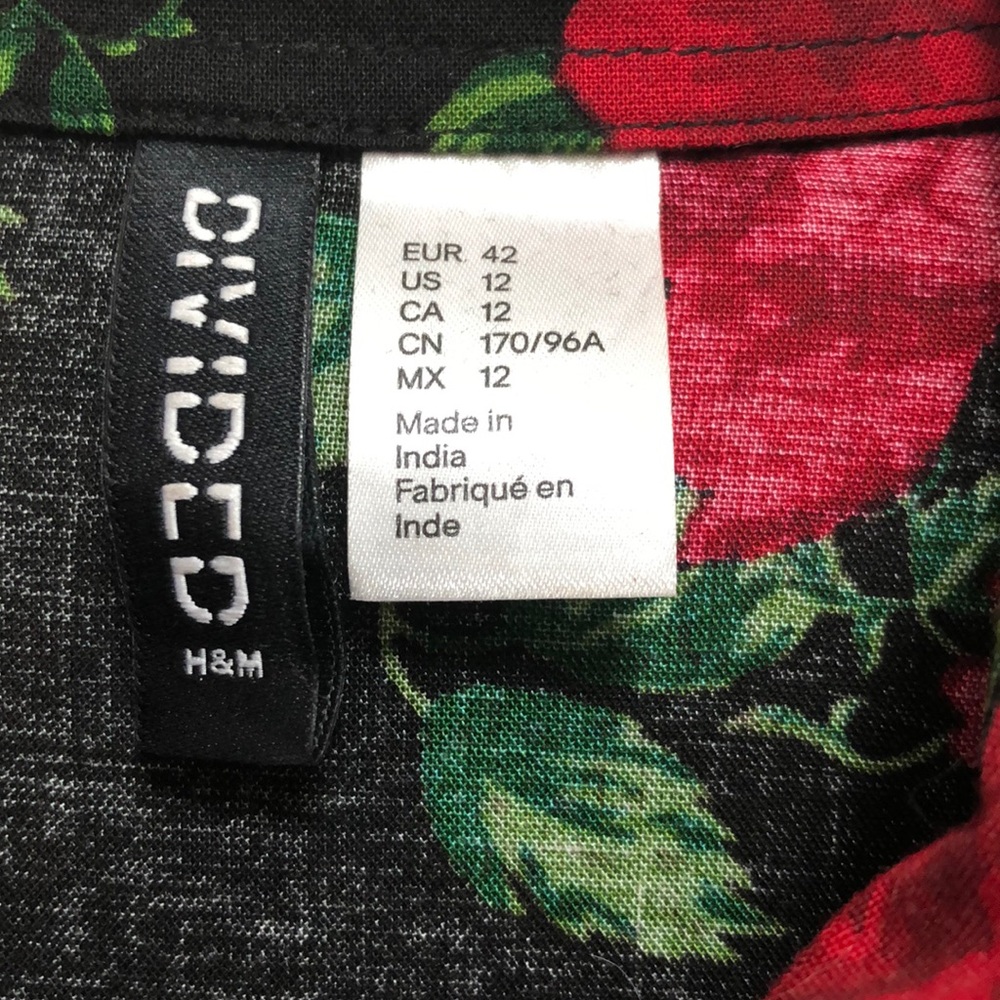 DIVIDED
H&M
EUR 42
US 12
CA 12
CN 170/96A
MX 12
Made in
India
Fabriqué en
Inde